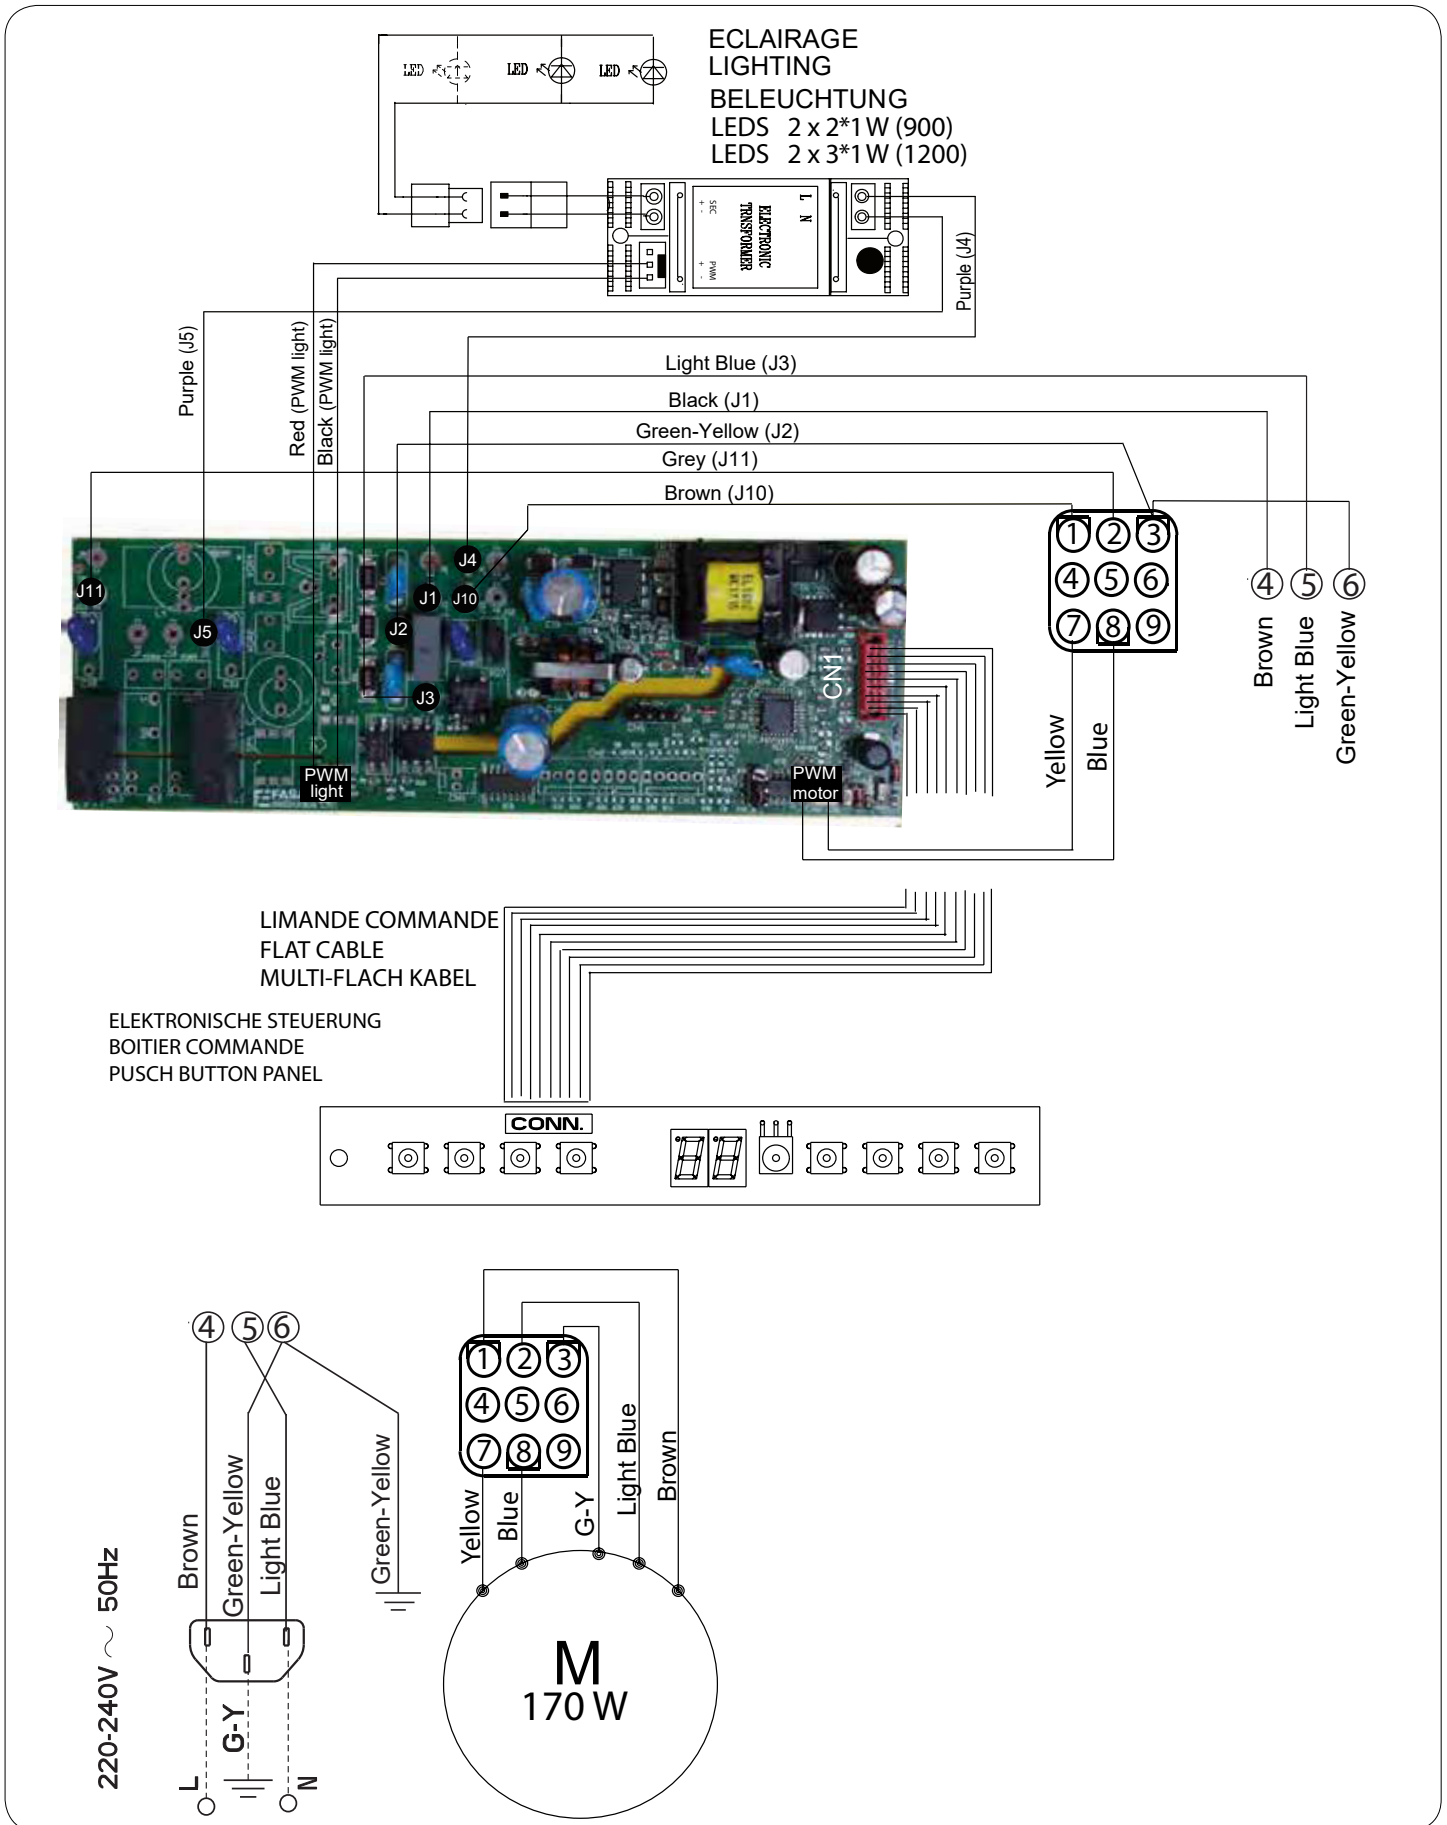 ECLAIRAGE
LIGHTING
BELEUCHTUNG
LEDS 2 x 2*1W (900)
LEDS 2 x 3*1W (1200)
LED
LED
LED
SEC
+ -
PWM
+ -
ELECTRONIC
TRNSFORMER
L N
Purple (J4)
Purple (J5)
Red (PWM light)
Black (PWM light)
Light Blue (J3)
Black (J1)
Green-Yellow (J2)
Grey (J11)
Brown (J10)
J11
J5
J4
J1
J10
J2
J3
CN1
PWM
light
PWM
motor
1 2 3
4 5 6
7 8 9
4 5 6
Brown
Light Blue
Green-Yellow
Yellow
Blue
LIMANDE COMMANDE
FLAT CABLE
MULTI-FLACH KABEL
ELEKTRONISCHE STEUERUNG
BOITIER COMMANDE
PUSCH BUTTON PANEL
CONN.
4 5 6
Brown
Green-Yellow
Light Blue
Green-Yellow
220-240V ~ 50Hz
L
G-Y
N
1 2 3
4 5 6
7 8 9
Yellow
Blue
G-Y
Light Blue
Brown
M
170 W